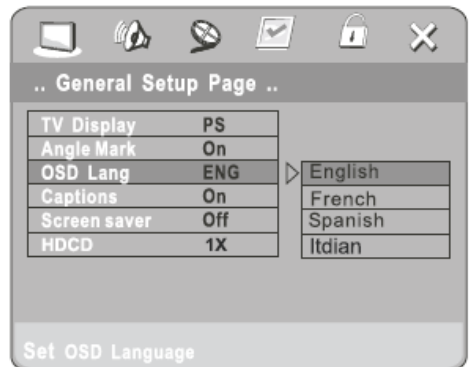 .. General Setup Page ..
TV Display PS
Angle Mark On
OSD Lang ENG English
Captions On French
Screen saver Off Spanish
HDCD 1X Itdian
Set OSD Language